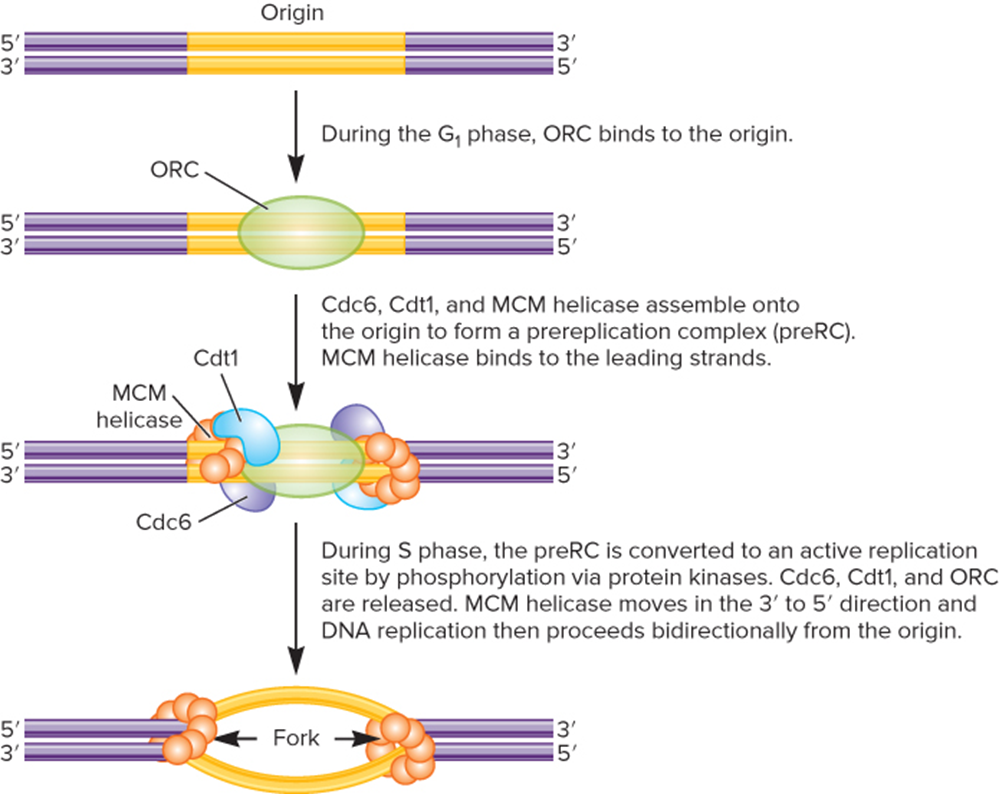 Origin
5′ 3′
3′ 5′
During the G₁ phase, ORC binds to the origin.
ORC
5′ 3′
3′ 5′
Cdc6, Cdt1, and MCM helicase assemble onto
the origin to form a prereplication complex (preRC).
MCM helicase binds to the leading strands.
Cdt1
MCM
helicase
5′ 3′
3′ 5′
Cdc6
During S phase, the preRC is converted to an active replication
site by phosphorylation via protein kinases. Cdc6, Cdt1, and ORC
are released. MCM helicase moves in the 3′ to 5′ direction and
DNA replication then proceeds bidirectionally from the origin.
5′ 3′
Fork
3′ 5′